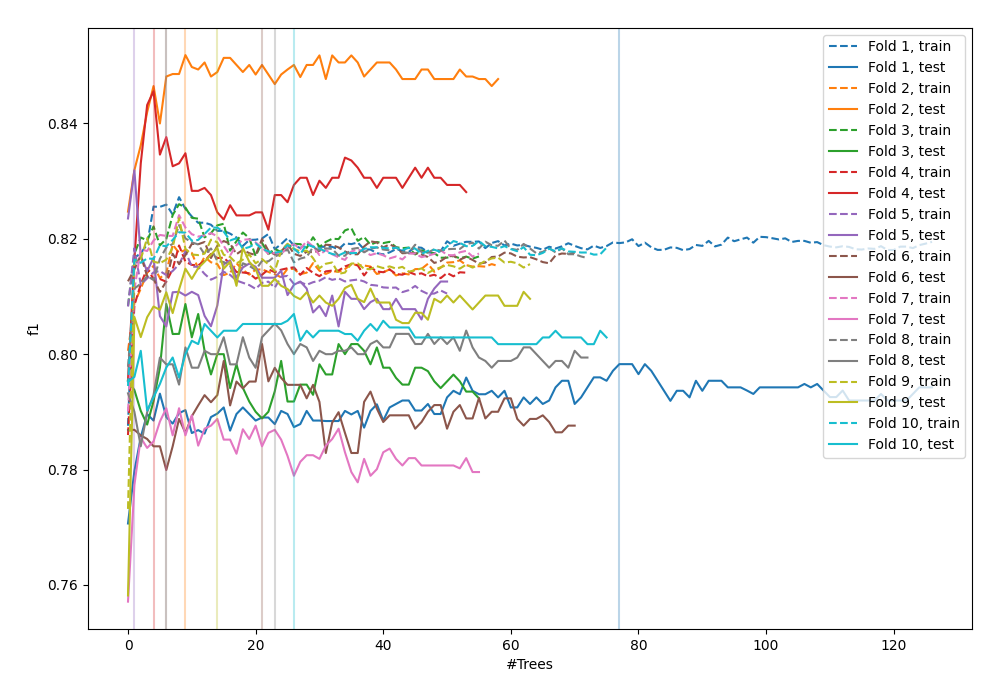 f1
0.84
0.82
0.80
0.78
0.76
0
20
40
60
80
100
120
#Trees
Fold 1, train
Fold 1, test
Fold 2, train
Fold 2, test
Fold 3, train
Fold 3, test
Fold 4, train
Fold 4, test
Fold 5, train
Fold 5, test
Fold 6, train
Fold 6, test
Fold 7, train
Fold 7, test
Fold 8, train
Fold 8, test
Fold 9, train
Fold 9, test
Fold 10, train
Fold 10, test